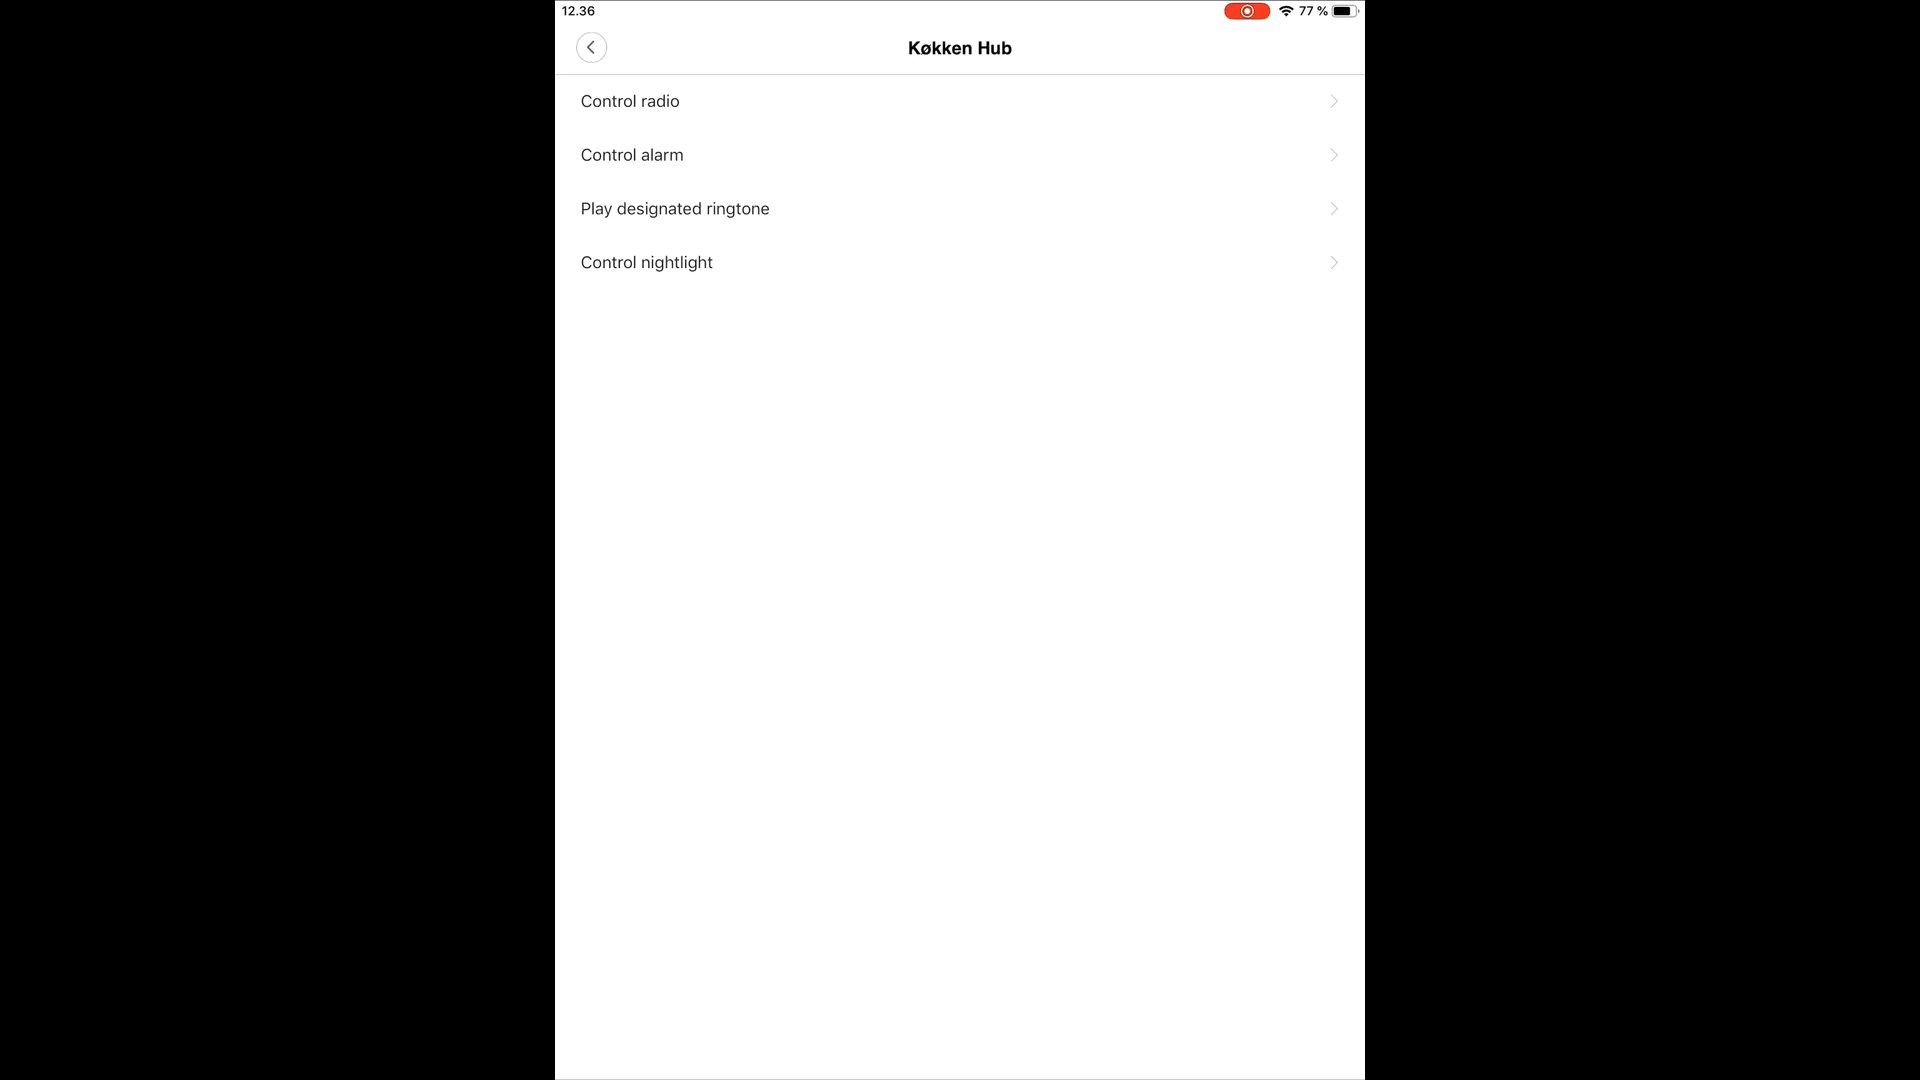 12.36
77 %
Køkken Hub
Control radio
Control alarm
Play designated ringtone
Control nightlight